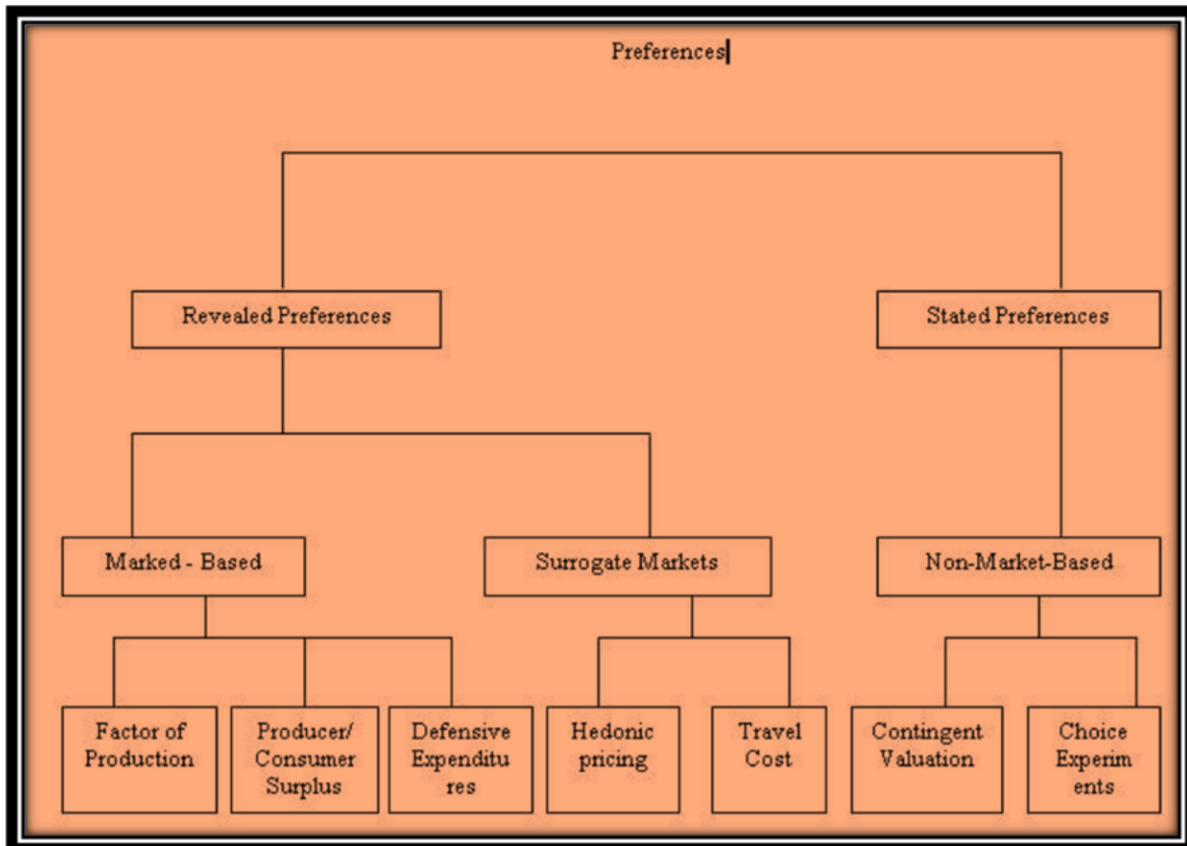 Preferences
Revealed Preferences
Stated Preferences
Marked - Based
Surrogate Markets
Non-Market-Based
Factor of
Production
Producer/
Consumer
Surplus
Defensive
Expenditu
res
Hedonic
pricing
Travel
Cost
Contingent
Valuation
Choice
Experim
ents